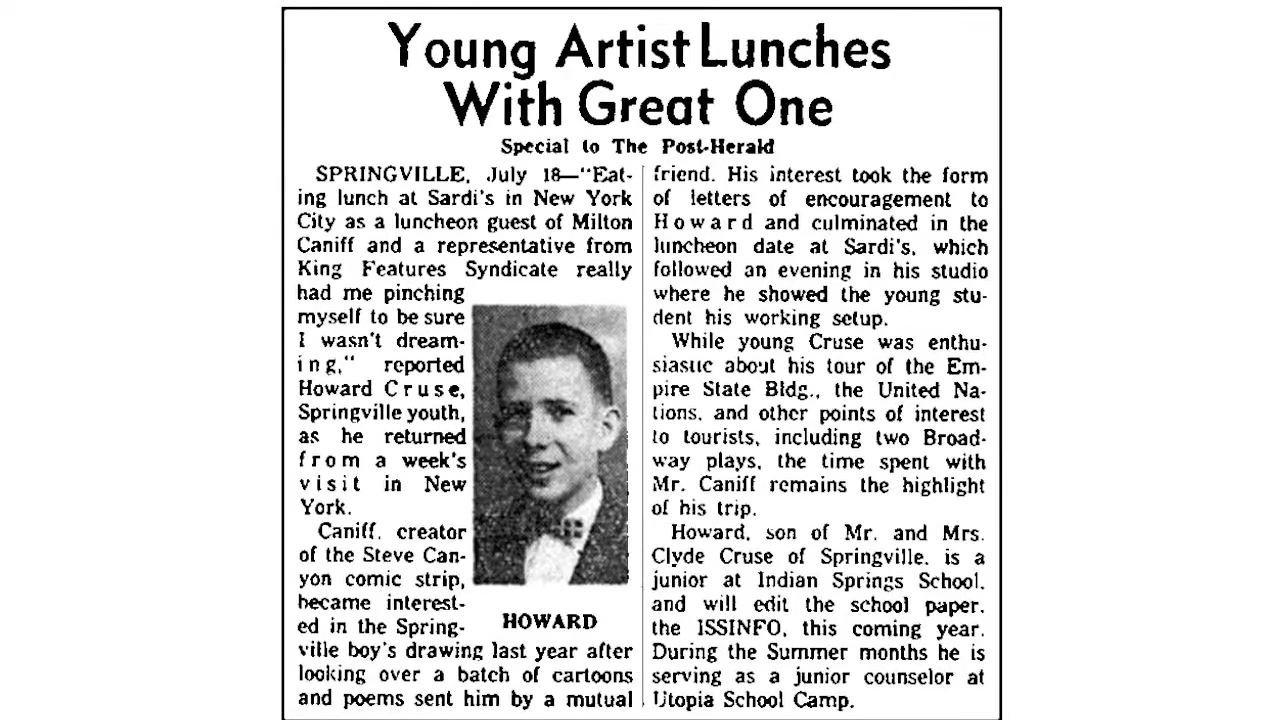 Young Artist Lunches
With Great One
Special to The Post-Herald
SPRINGVILLE, July 18—"Eat-
ing lunch at Sardi's in New York
City as a luncheon guest of Milton
Caniff and a representative from
King Features Syndicate really
had me pinching
myself to be sure
I wasn't dream-
ing," reported
Howard Cruse,
Springville youth,
as he returned
from a week's
visit in New
York.
Caniff, creator
of the Steve Can-
yon comic strip,
became interest-
ed in the Spring-
ville boy's drawing last year after
looking over a batch of cartoons
and poems sent him by a mutual
HOWARD
friend. His interest took the form
of letters of encouragement to
Howard and culminated in the
luncheon date at Sardi's, which
followed an evening in his studio
where he showed the young stu-
dent his working setup.
While young Cruse was enthu-
siastic about his tour of the Em-
pire State Bldg., the United Na-
tions, and other points of interest
to tourists, including two Broad-
way plays, the time spent with
Mr. Caniff remains the highlight
of his trip.
Howard, son of Mr. and Mrs.
Clyde Cruse of Springville, is a
junior at Indian Springs School,
and will edit the school paper,
the ISSINFO, this coming year.
During the Summer months he is
serving as a junior counselor at
Utopia School Camp.